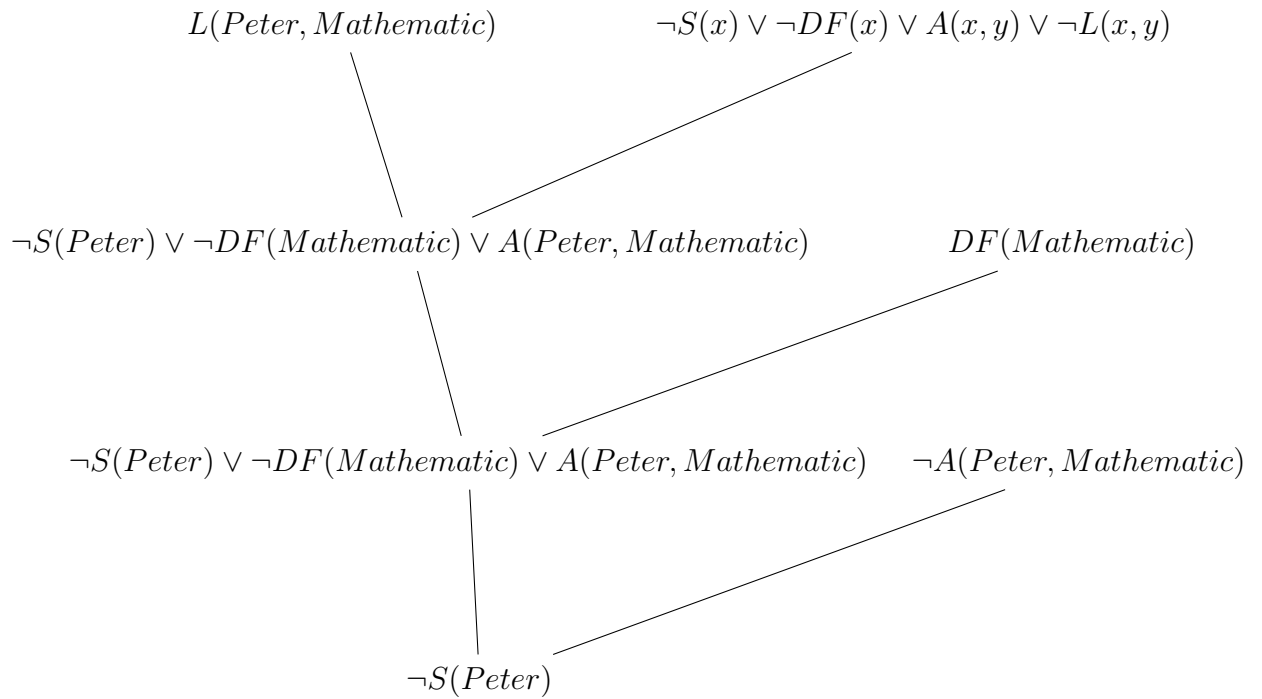 L(Peter, Mathematic) ¬S(x) ∨ ¬DF(x) ∨ A(x, y) ∨ ¬L(x, y)
¬S(Peter) ∨ ¬DF(Mathematic) ∨ A(Peter, Mathematic) DF(Mathematic)
¬S(Peter) ∨ ¬DF(Mathematic) ∨ A(Peter, Mathematic) ¬A(Peter, Mathematic)
¬S(Peter)